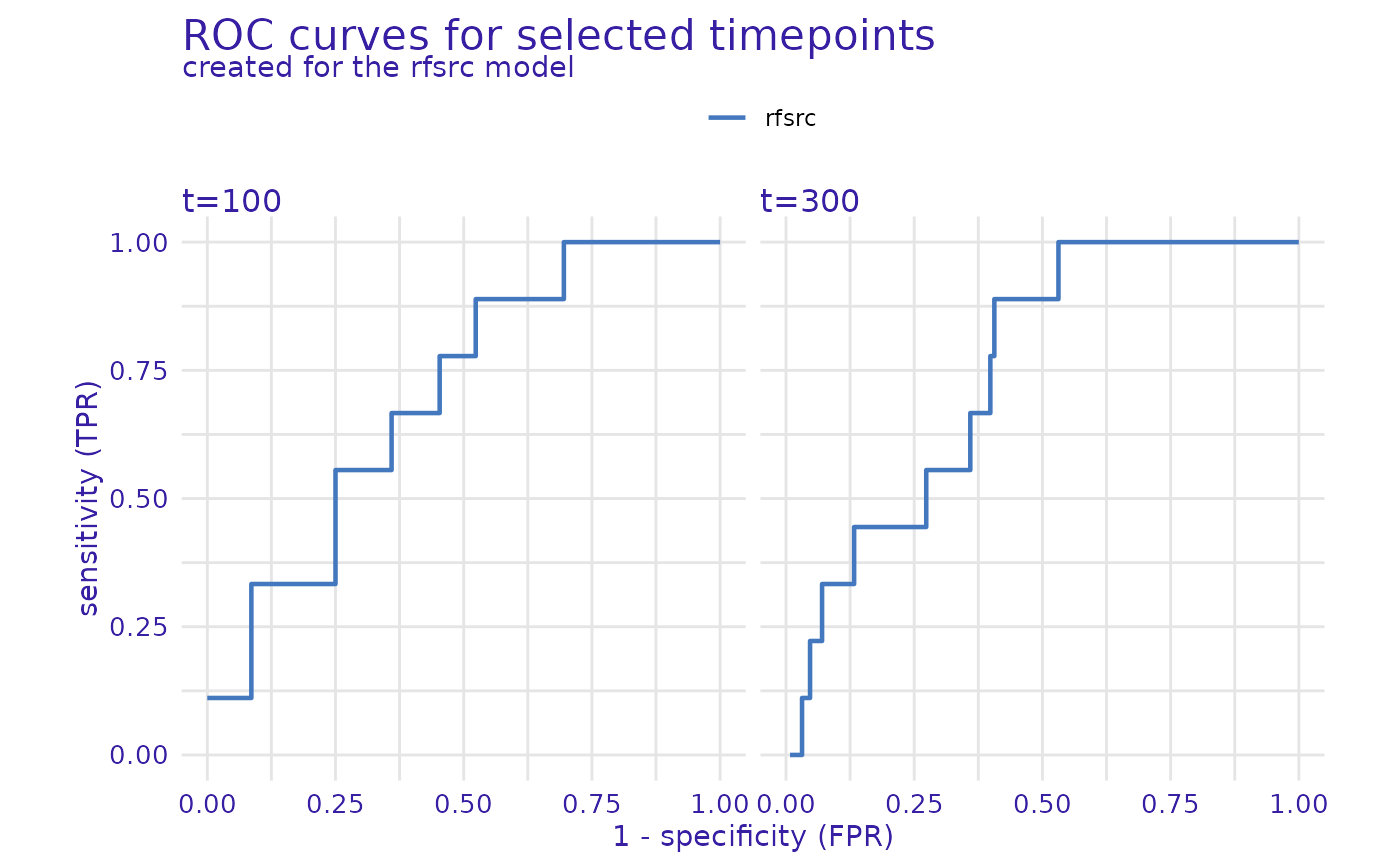 ROC curves for selected timepoints
created for the rfsrc model
rfsrc
t=100
t=300
sensitivity (TPR)
1.00
0.75
0.50
0.25
0.00
0.00 0.25 0.50 0.75 1.00 0.00 0.25 0.50 0.75 1.00
1 - specificity (FPR)